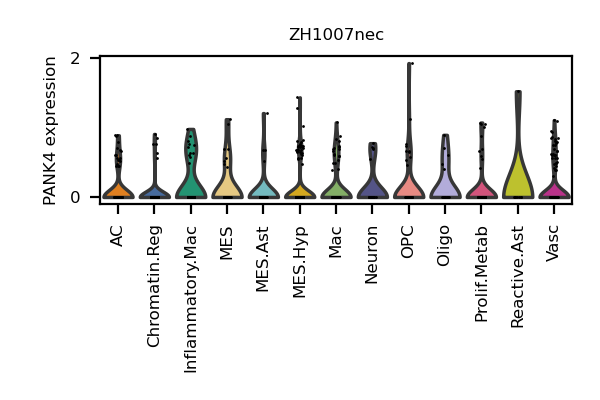 ZH1007nec
PANK4 expression
2
0
AC
Chromatin.Reg
Inflammatory.Mac
MES
MES.Ast
MES.Hyp
Mac
Neuron
OPC
Oligo
Prolif.Metab
Reactive.Ast
Vasc